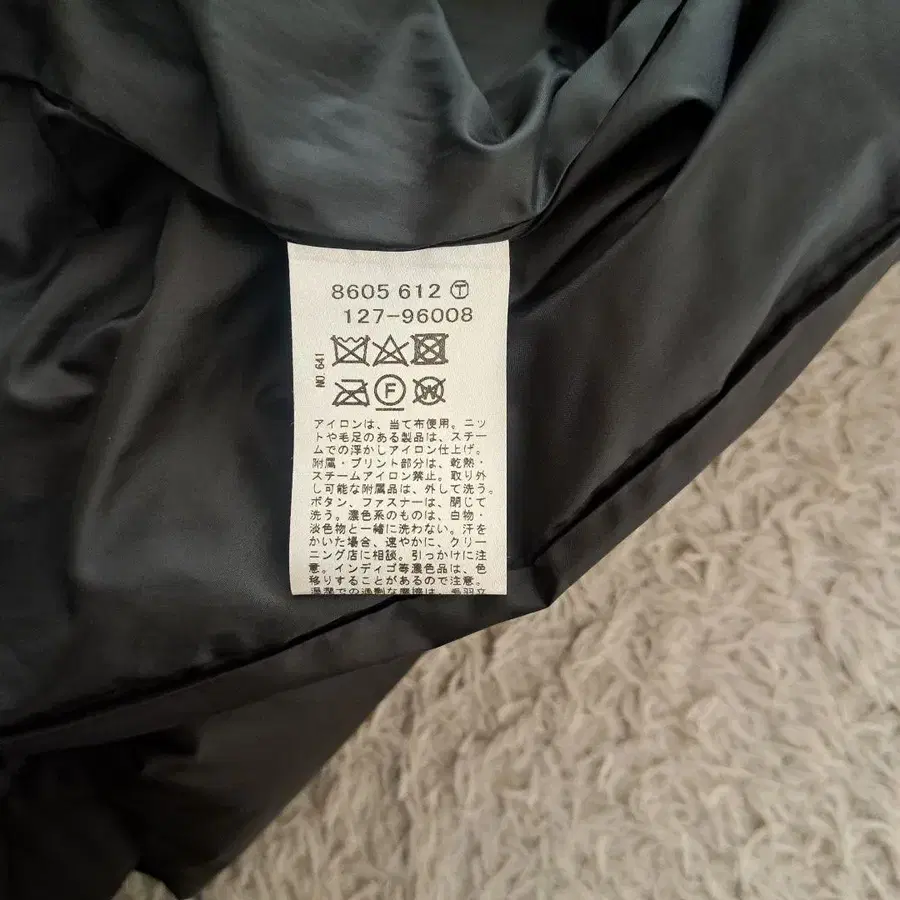 8605 612 Ⓣ
127-96008
NO 641
F
W
アイロンは、当て布使用。ニッ
トや毛足のある製品は、スチー
ムでの浮かしアイロン仕上げ。
附属・プリント部分は、乾熱・
スチームアイロン禁止。取り外
し可能な附属品は、外して洗う。
ボタン、ファスナーは、閉じて
洗う。濃色系のものは、白物・
淡色物と一緒に洗わない。汗を
かいた場合、速やかに、クリー
ニング店に相談。引っかけに注
意。インディゴ等濃色品は、色
移りすることがあるので注意。